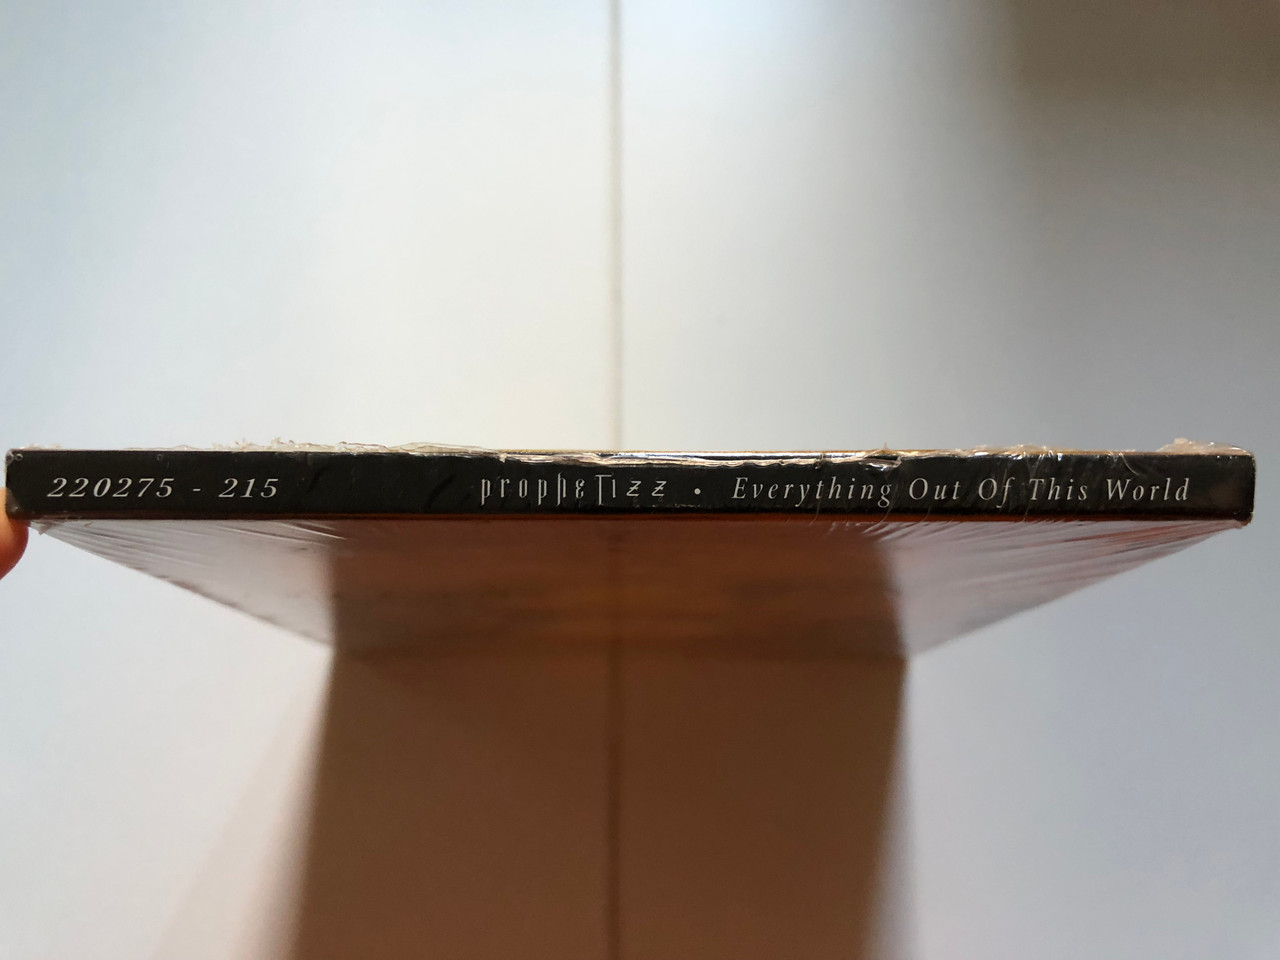 220275 - 215 prophetizz • Everything Out Of This World